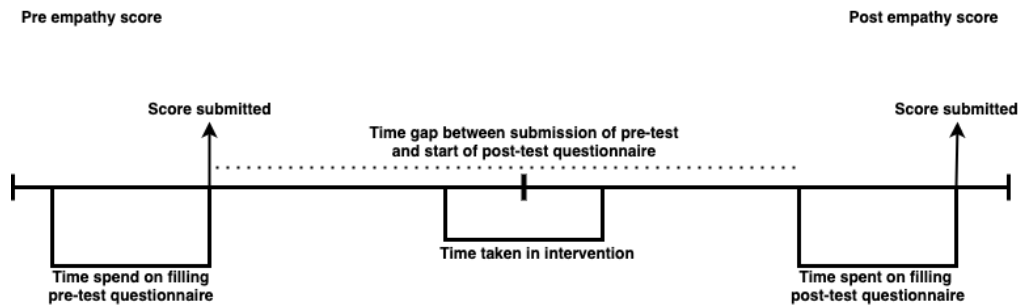 Pre empathy score
Post empathy score
Score submitted
Score submitted
Time gap between submission of pre-test
and start of post-test questionnaire
Time taken in intervention
Time spend on filling
pre-test questionnaire
Time spent on filling
post-test questionnaire